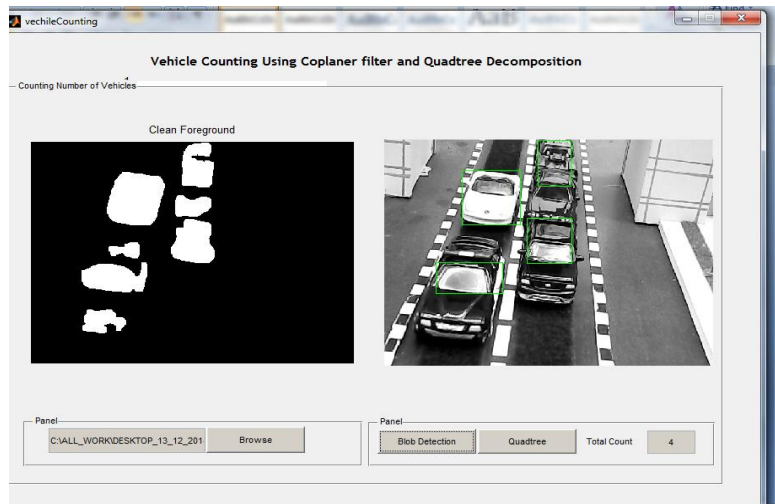 vechileCounting
Vehicle Counting Using Coplaner filter and Quadtree Decomposition
Counting Number of Vehicles
Clean Foreground
Panel
C:\ALL_WORK\DESKTOP_13_12_201
Browse
Panel
Blob Detection
Quadtree
Total Count
4